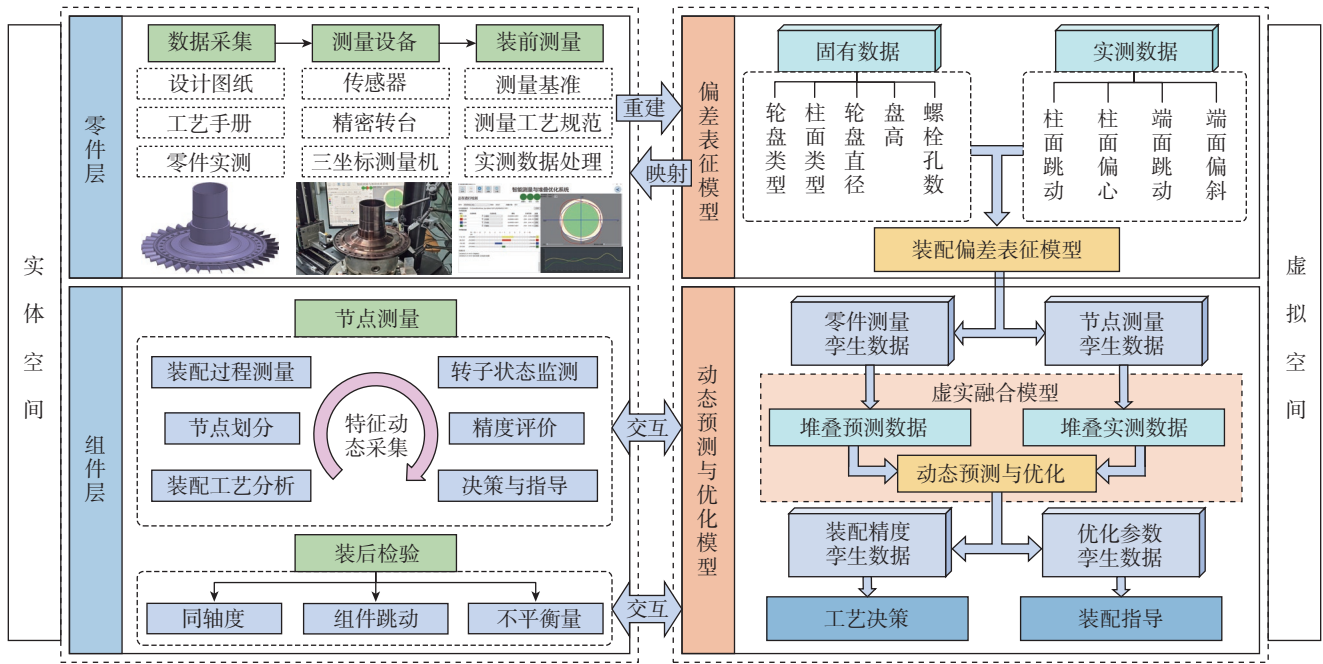 实体空间
零件层
数据采集
测量设备
装前测量
设计图纸
传感器
测量基准
工艺手册
精密转台
测量工艺规范
零件实测
三坐标测量机
实测数据处理
智能测量与堆叠优化系统
重建
映射
组件层
节点测量
装配过程测量
转子状态监测
节点划分
特征动
态采集
精度评价
装配工艺分析
决策与指导
装后检验
同轴度
组件跳动
不平衡量
交互
交互
偏差表征模型
固有数据
实测数据
轮盘类型
柱面类型
轮盘直径
盘高
螺栓孔数
柱面跳动
柱面偏心
端面跳动
端面偏斜
装配偏差表征模型
动态预测与优化模型
零件测量
孪生数据
节点测量
孪生数据
虚实融合模型
堆叠预测数据
堆叠实测数据
动态预测与优化
装配精度
孪生数据
优化参数
孪生数据
工艺决策
装配指导
虚拟空间